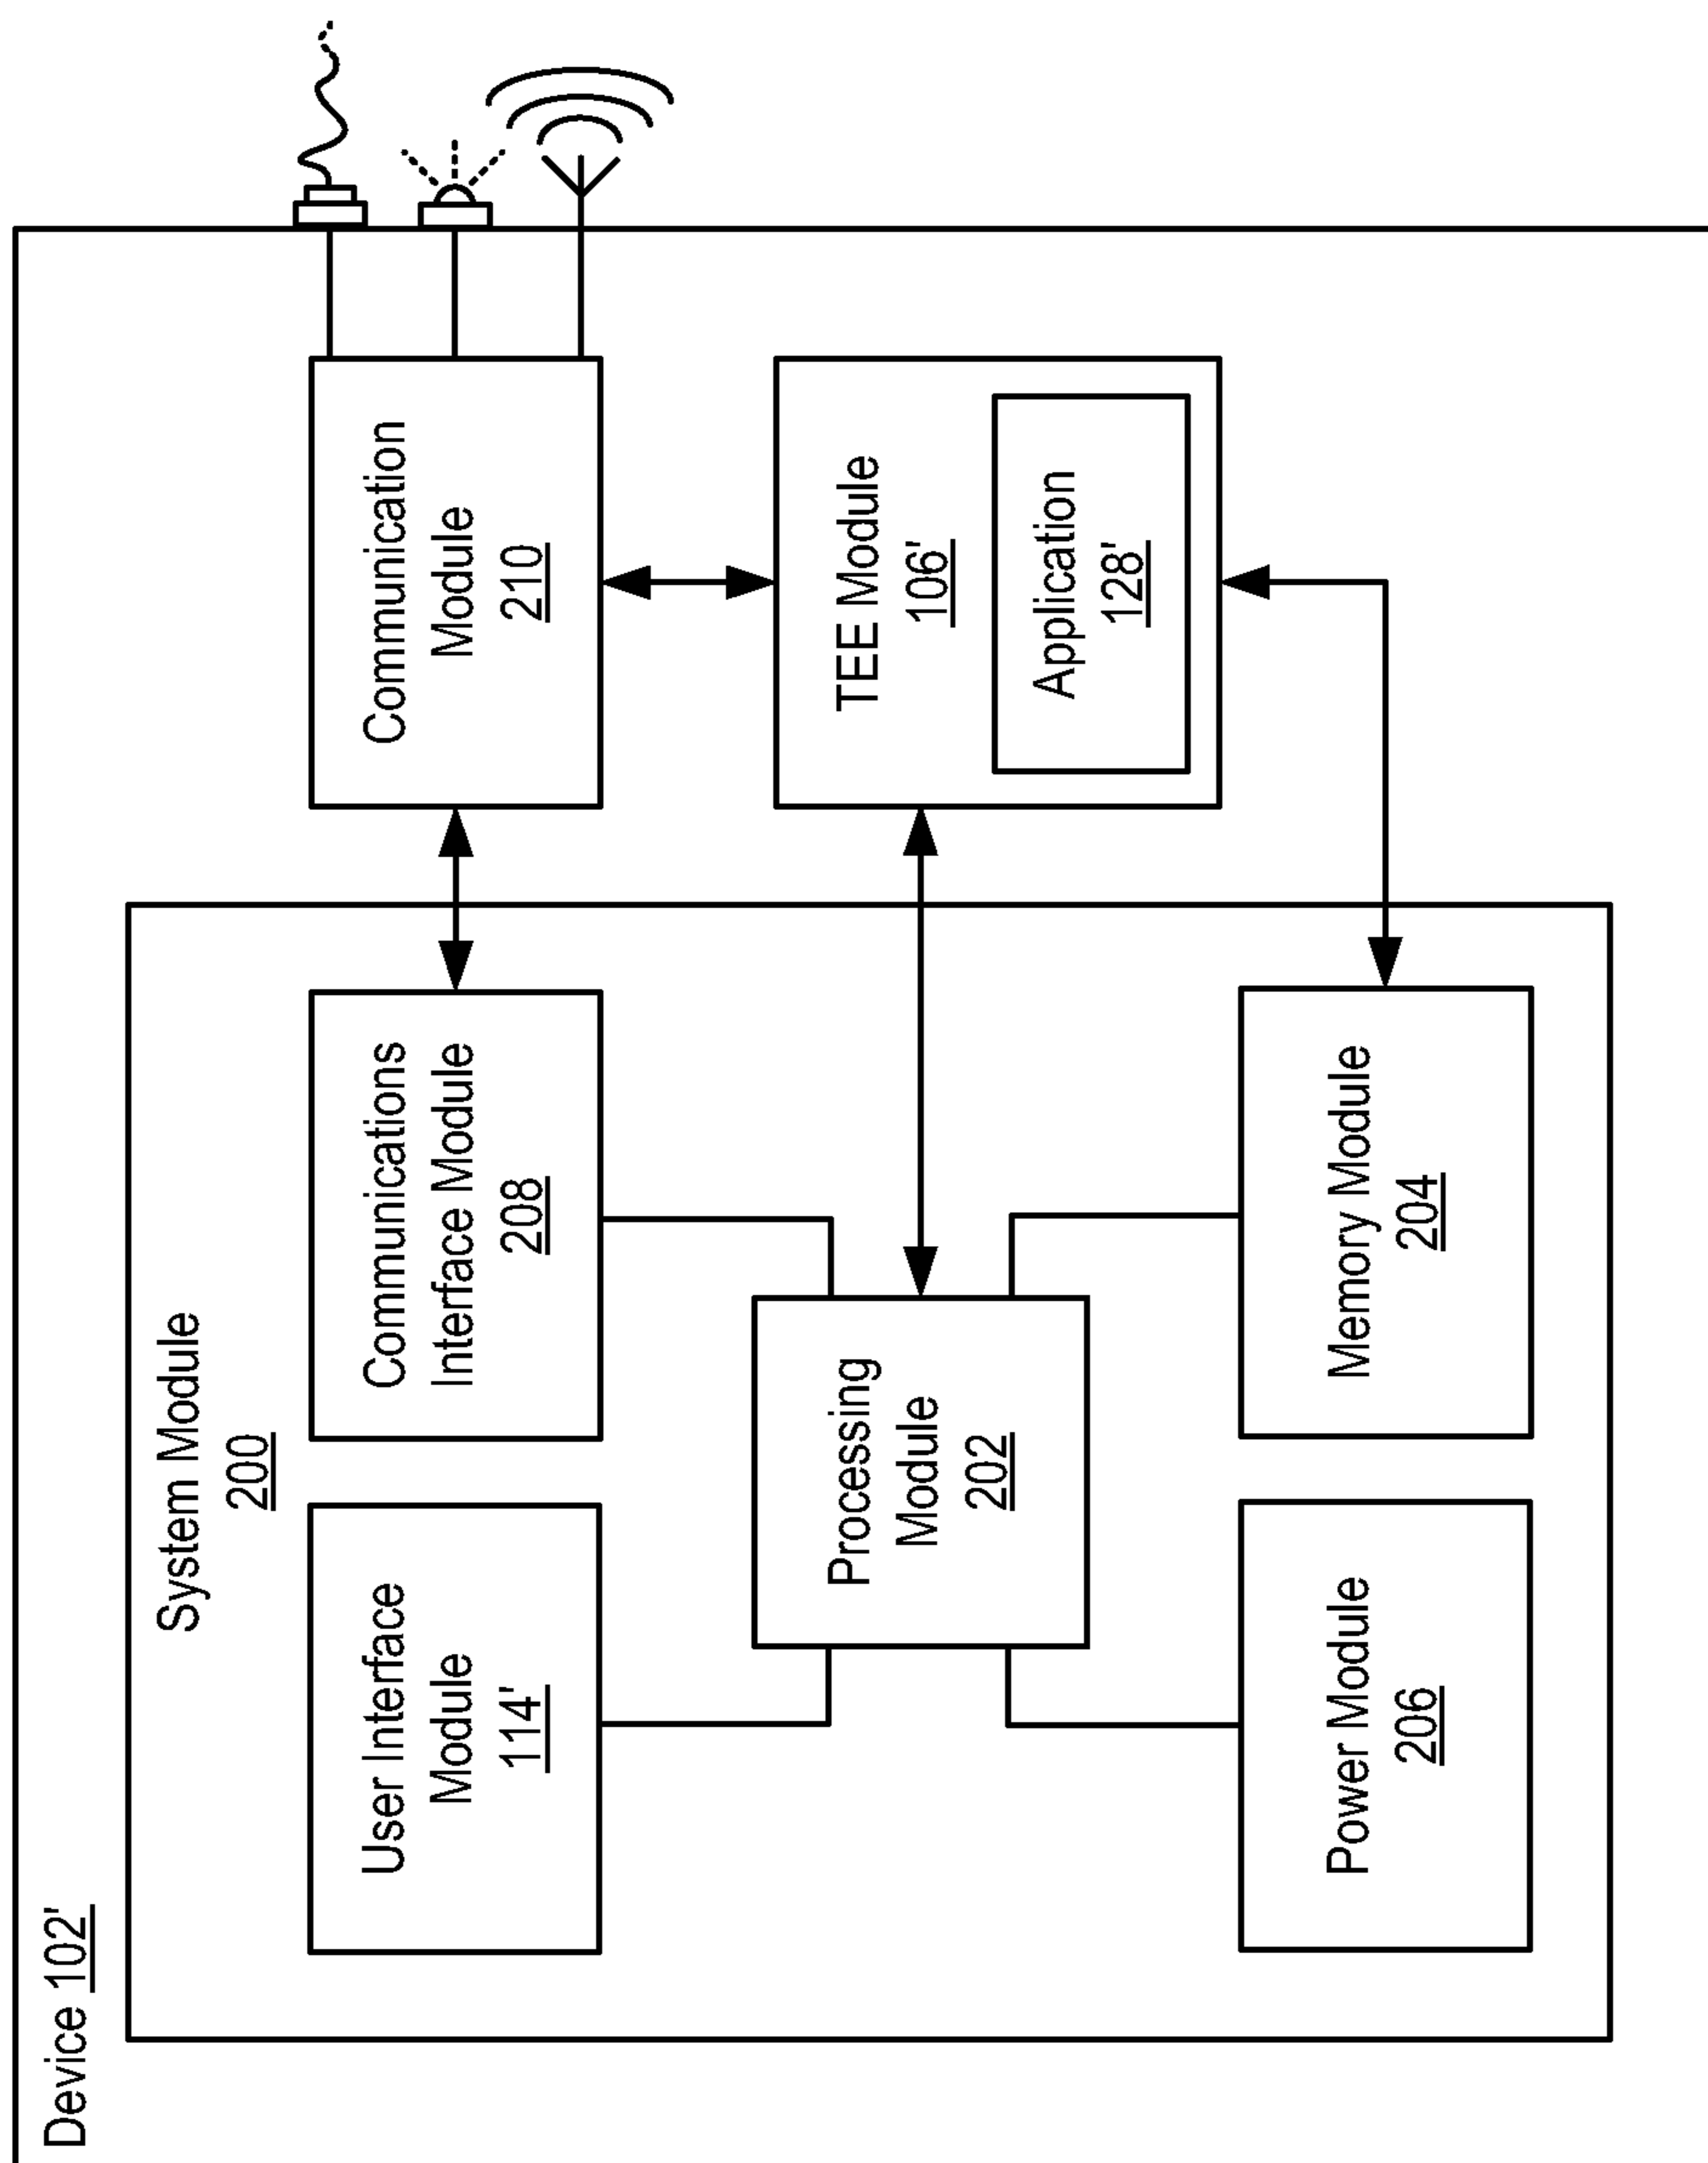 Device 102'
System Module
200
User Interface
Module
114'
Communications
Interface Module
208
Communication
Module
210
Processing
Module
202
TEE Module
106'
Application
128'
Power Module
206
Memory Module
204